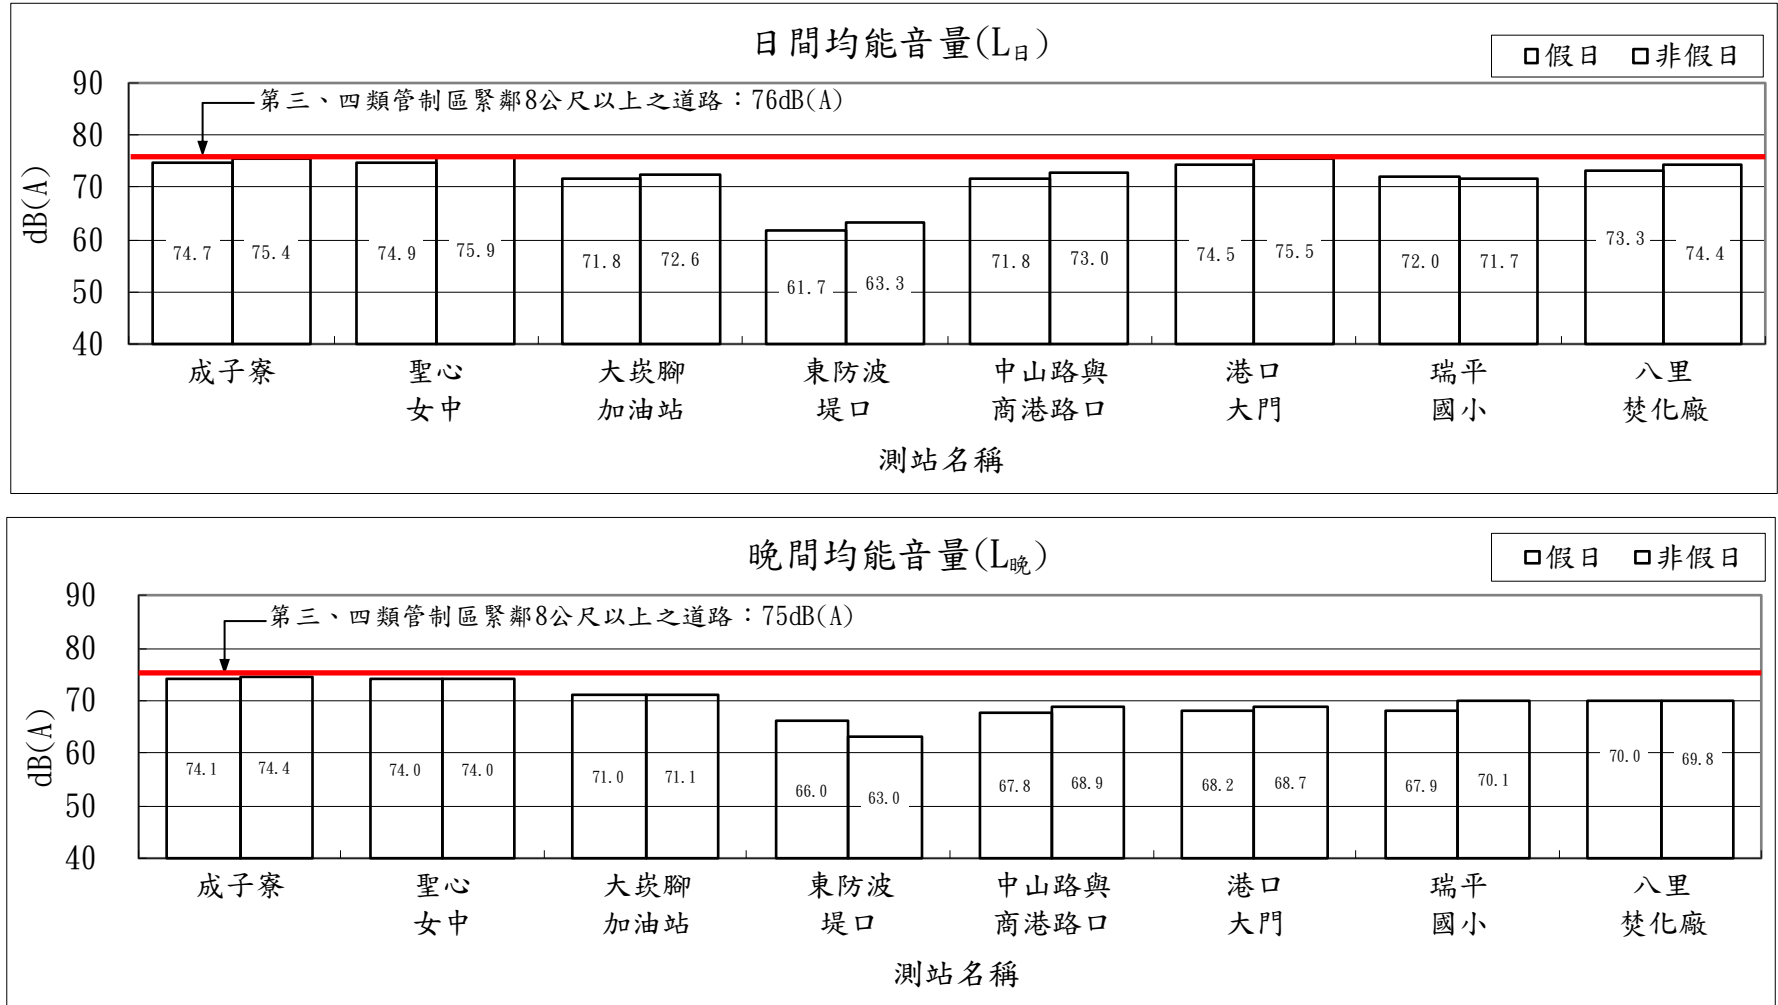 日間均能音量(L日)
假日 非假日
第三、四類管制區緊鄰8公尺以上之道路：76dB(A)
dB(A)
90
80
70
60
50
40
74.7 75.4 74.9 75.9 71.8 72.6 61.7 63.3 71.8 73.0 74.5 75.5 72.0 71.7 73.3 74.4
成子寮 聖心 大崁腳 東防波 中山路與 港口 瑞平 八里
女中 加油站 堤口 商港路口 大門 國小 焚化廠
測站名稱
晚間均能音量(L晚)
假日 非假日
第三、四類管制區緊鄰8公尺以上之道路：75dB(A)
dB(A)
90
80
70
60
50
40
74.1 74.4 74.0 74.0 71.0 71.1 66.0 63.0 67.8 68.9 68.2 68.7 67.9 70.1 70.0 69.8
成子寮 聖心 大崁腳 東防波 中山路與 港口 瑞平 八里
女中 加油站 堤口 商港路口 大門 國小 焚化廠
測站名稱